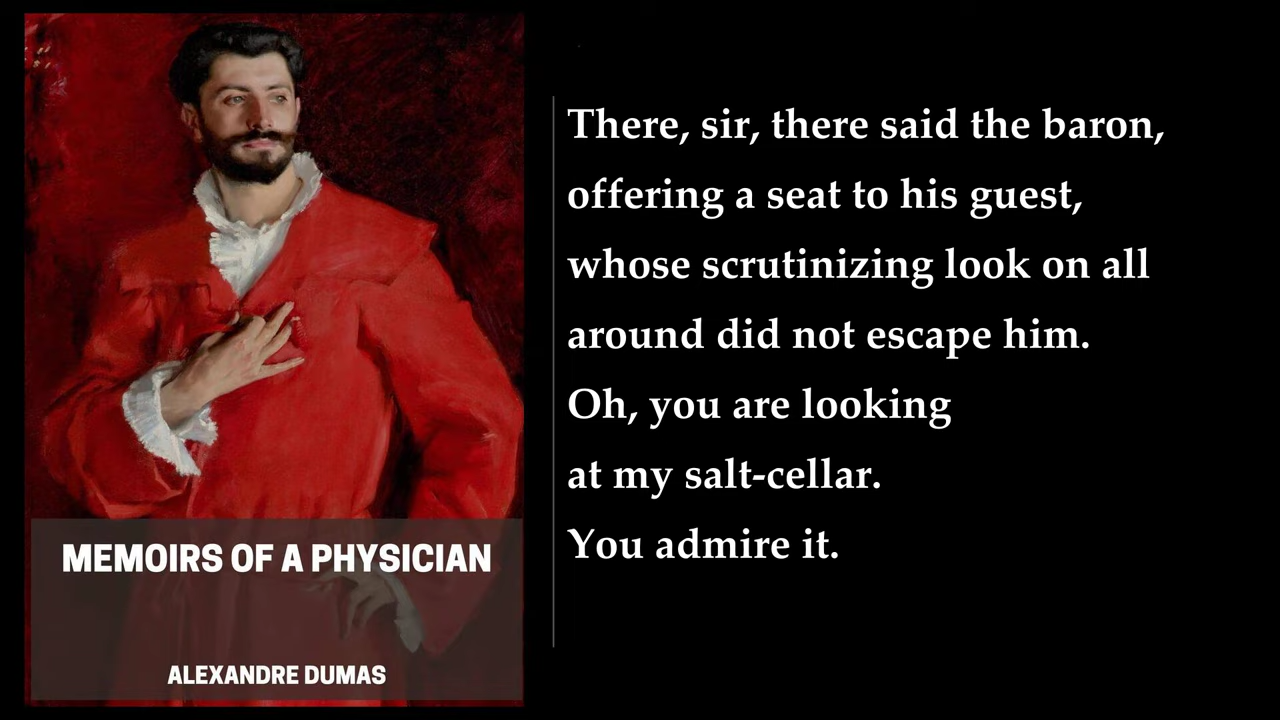 There, sir, there said the baron,
offering a seat to his guest,
whose scrutinizing look on all
around did not escape him.
Oh, you are looking
at my salt-cellar.
You admire it.
MEMOIRS OF A PHYSICIAN
ALEXANDRE DUMAS